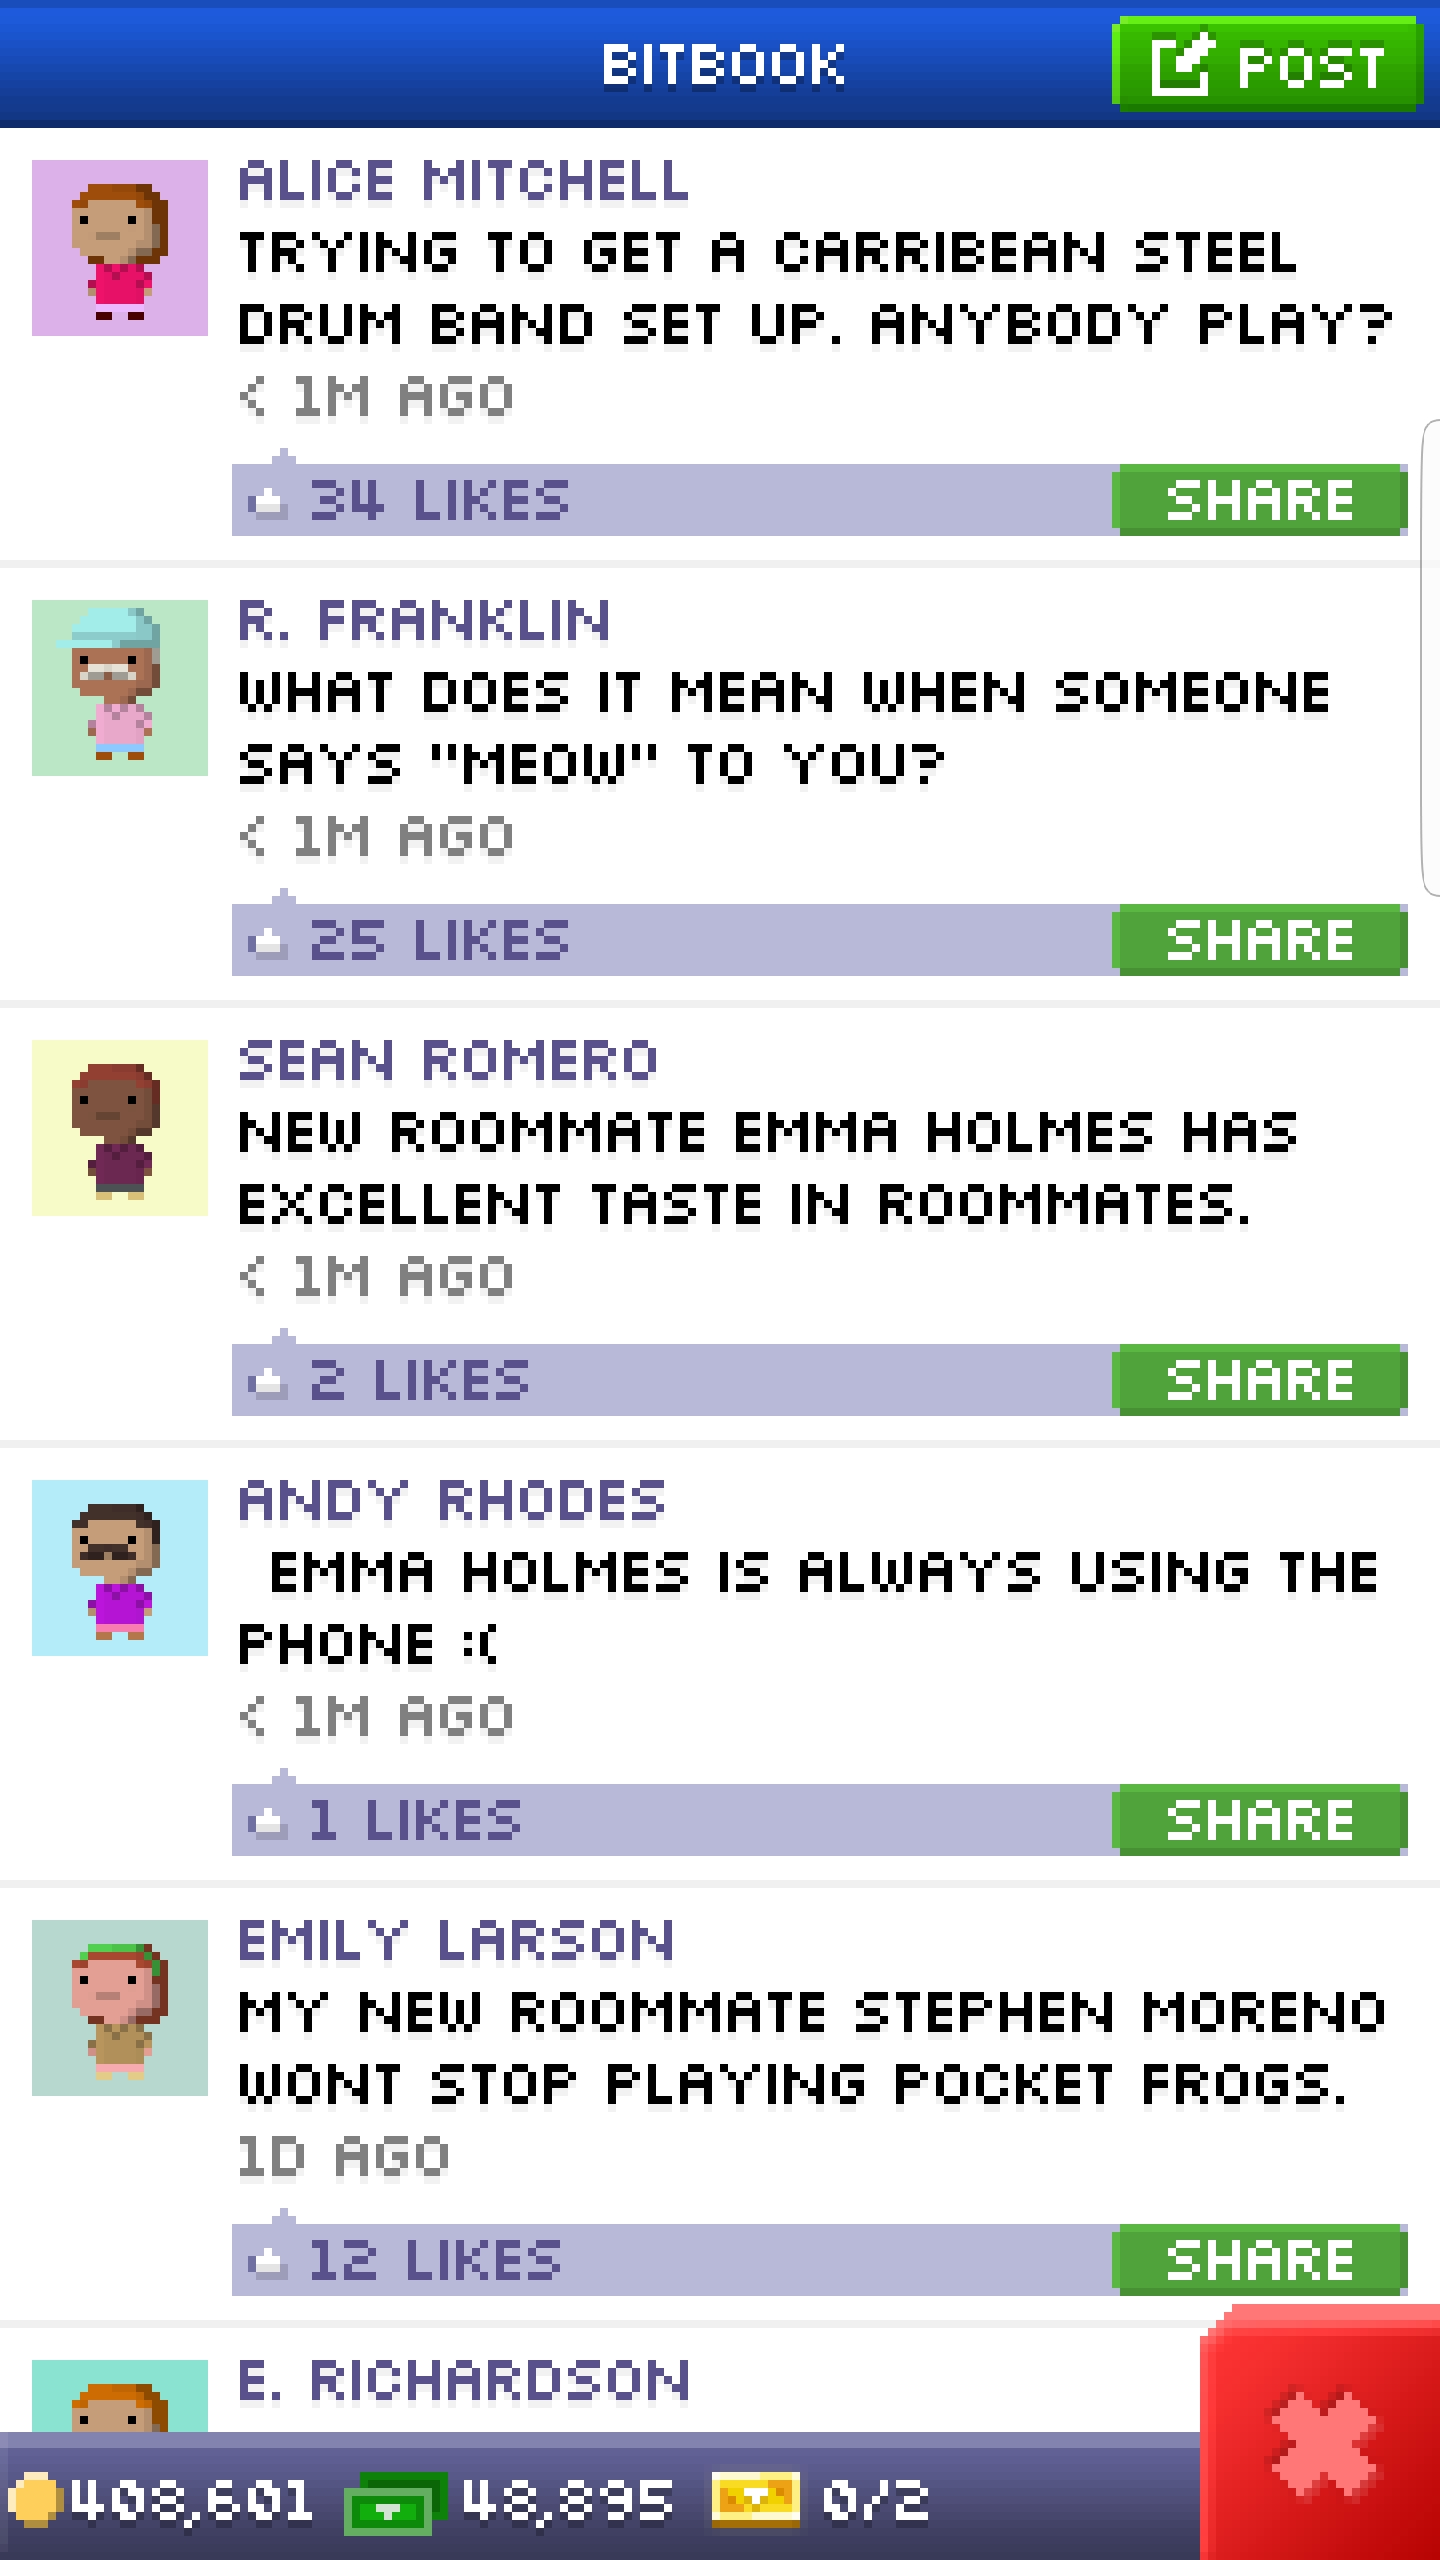 BITBOOK
POST
ALICE MITCHELL
TRYING TO GET A CARRIBEAN STEEL
DRUM BAND SET UP. ANYBODY PLAY?
< 1M AGO
34 LIKES
SHARE
R. FRANKLIN
WHAT DOES IT MEAN WHEN SOMEONE
SAYS "MEOW" TO YOU?
< 1M AGO
25 LIKES
SHARE
SEAN ROMERO
NEW ROOMMATE EMMA HOLMES HAS
EXCELLENT TASTE IN ROOMMATES.
< 1M AGO
2 LIKES
SHARE
ANDY RHODES
EMMA HOLMES IS ALWAYS USING THE
PHONE :(
< 1M AGO
1 LIKES
SHARE
EMILY LARSON
MY NEW ROOMMATE STEPHEN MORENO
WONT STOP PLAYING POCKET FROGS.
1D AGO
12 LIKES
SHARE
E. RICHARDSON
408,601
48,895
0/2